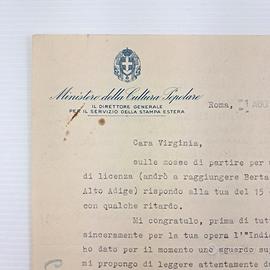 Ministero della Cultura Popolare
IL DIRETTORE GENERALE
PER IL SERVIZIO DELLA STAMPA ESTERA
Roma,
Cara Virginia,
sulle mosse di partire per
di licenza (andrò a raggiungere Berta
Alto Adige) rispondo alla tua del 15
con qualche ritardo.
Mi congratulo, prima di tut
sinceramente per la tua opera l'"Indi
ho dato per il momento uno sguardo su
mi propongo di leggere attentamente d